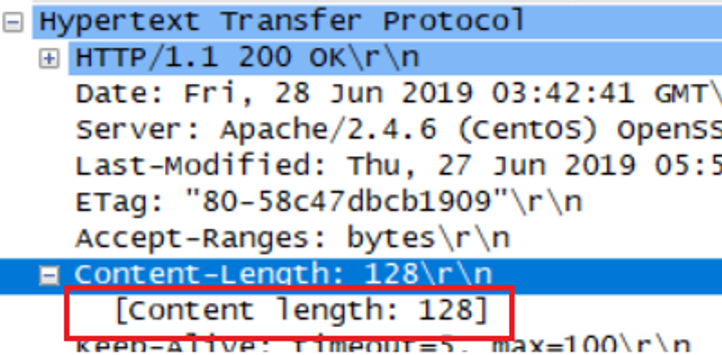 Hypertext Transfer Protocol
HTTP/1.1 200 OK\r\n
Date: Fri, 28 Jun 2019 03:42:41 GMT\
Server: Apache/2.4.6 (CentOS) OpenSS
Last-Modified: Thu, 27 Jun 2019 05:5
ETag: "80-58c47dbcb1909"\r\n
Accept-Ranges: bytes\r\n
Content-Length: 128\r\n
[Content length: 128]
Keep-Alive: timeout=5, max=100\r\n